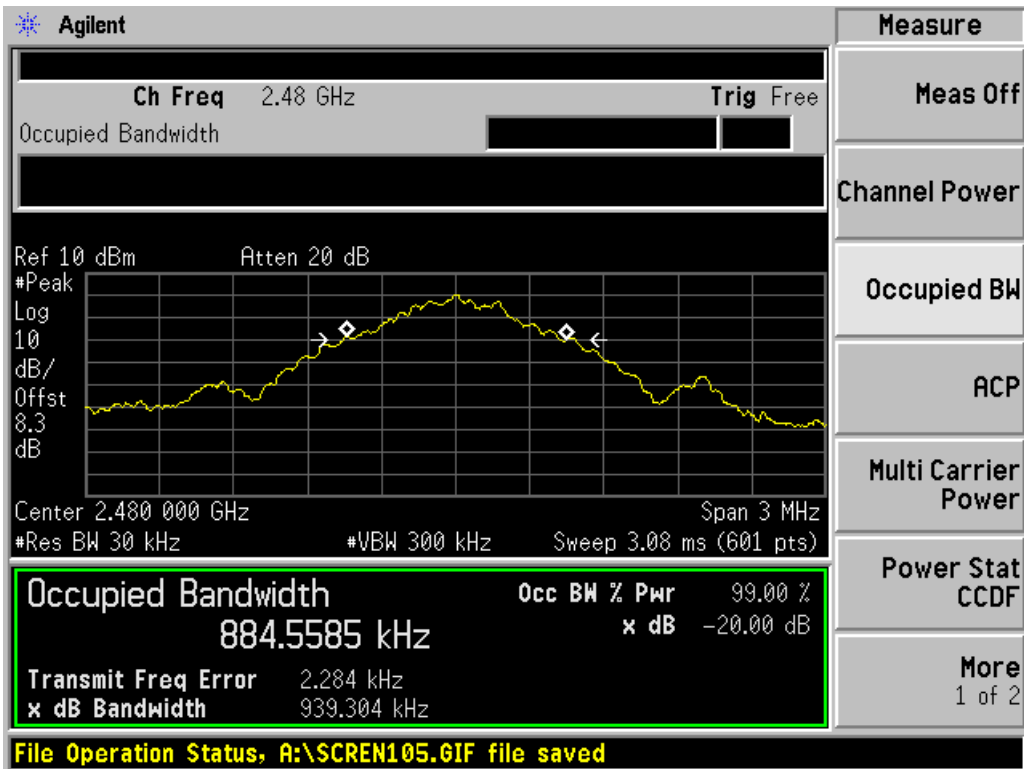 Agilent
Measure
Ch Freq 2.48 GHz
Trig Free
Occupied Bandwidth
Meas Off
Channel Power
Occupied BW
ACP
Multi Carrier
Power
Power Stat
CCDF
More
1 of 2
Ref 10 dBm
Atten 20 dB
#Peak
Log
10
dB/
Offst
8.3
dB
Center 2.480 000 GHz
Span 3 MHz
#Res BW 30 kHz
#VBW 300 kHz
Sweep 3.08 ms (601 pts)
Occupied Bandwidth
884.5585 kHz
Occ BW % Pwr 99.00 %
x dB -20.00 dB
Transmit Freq Error 2.284 kHz
x dB Bandwidth 939.304 kHz
File Operation Status, A:\SCREN105.GIF file saved